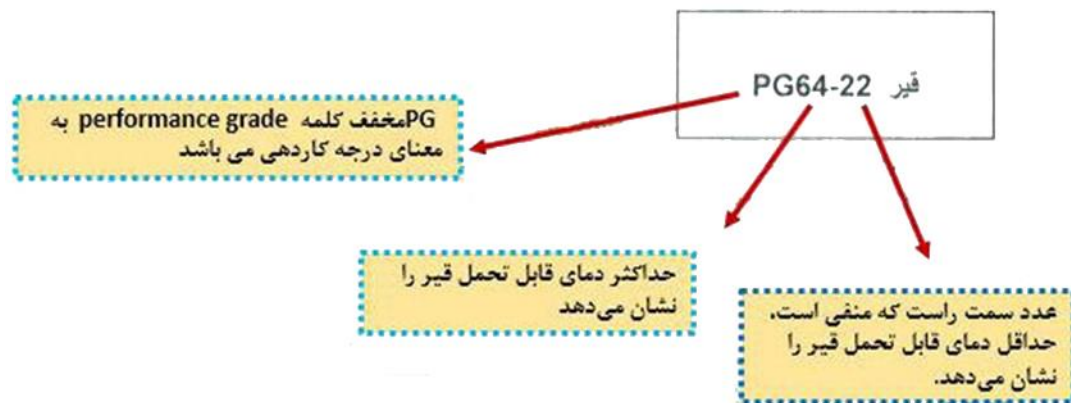 قیر PG64-22
PGمخفف کلمه performance grade به
معنای درجه کاردهی می باشد
حداکثر دمای قابل تحمل قیر را
نشان می‌دهد
عدد سمت راست که منفی است،
حداقل دمای قابل تحمل قیر را
نشان می‌دهد.